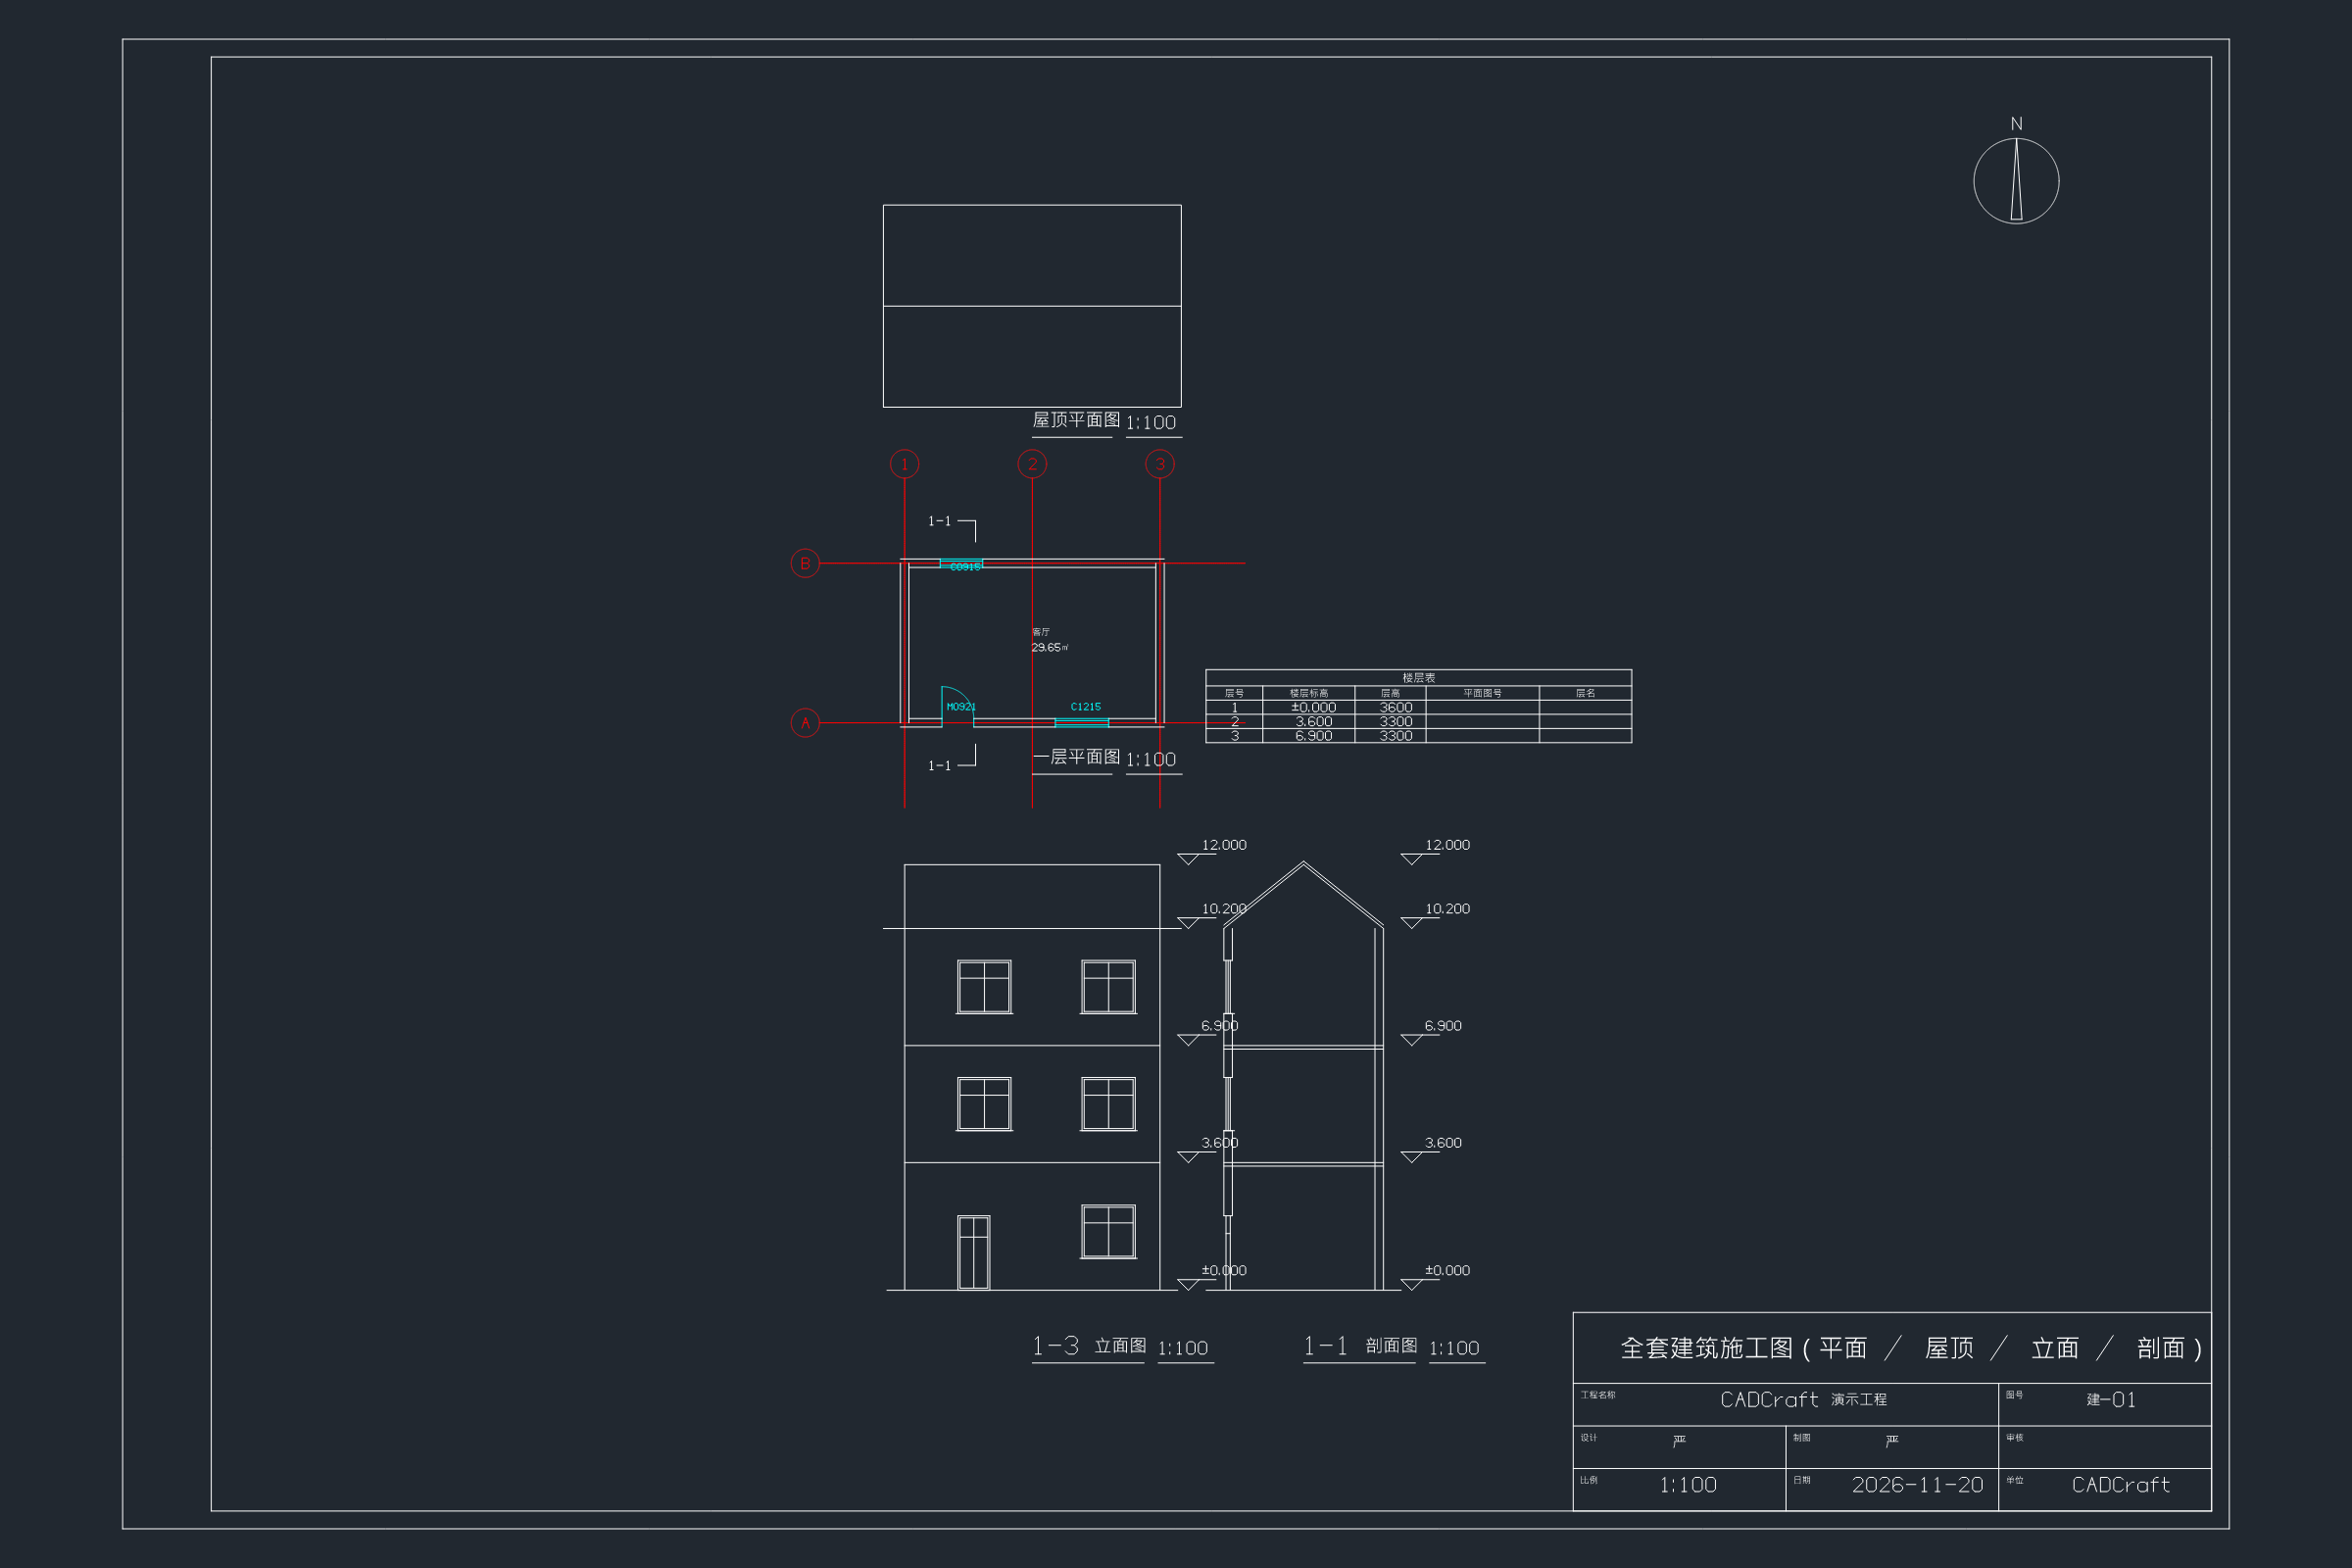 N
屋顶平面图 1:100
1 2 3
1-1
B
C0915
客厅
29.65㎡
M0921 C1215
A
1-1
一层平面图 1:100
楼层表
层号 楼层标高 层高 平面图号 层名
1 ±0.000 3600
2 3.600 3300
3 6.900 3300
12.000 12.000
10.200 10.200
6.900 6.900
3.600 3.600
±0.000 ±0.000
1-3 立面图 1:100
1-1 剖面图 1:100
全套建筑施工图(平面 / 屋顶 / 立面 / 剖面)
工程名称 CADCraft 演示工程 图号 建-01
设计 严 制图 严 审核
比例 1:100 日期 2026-11-20 单位 CADCraft